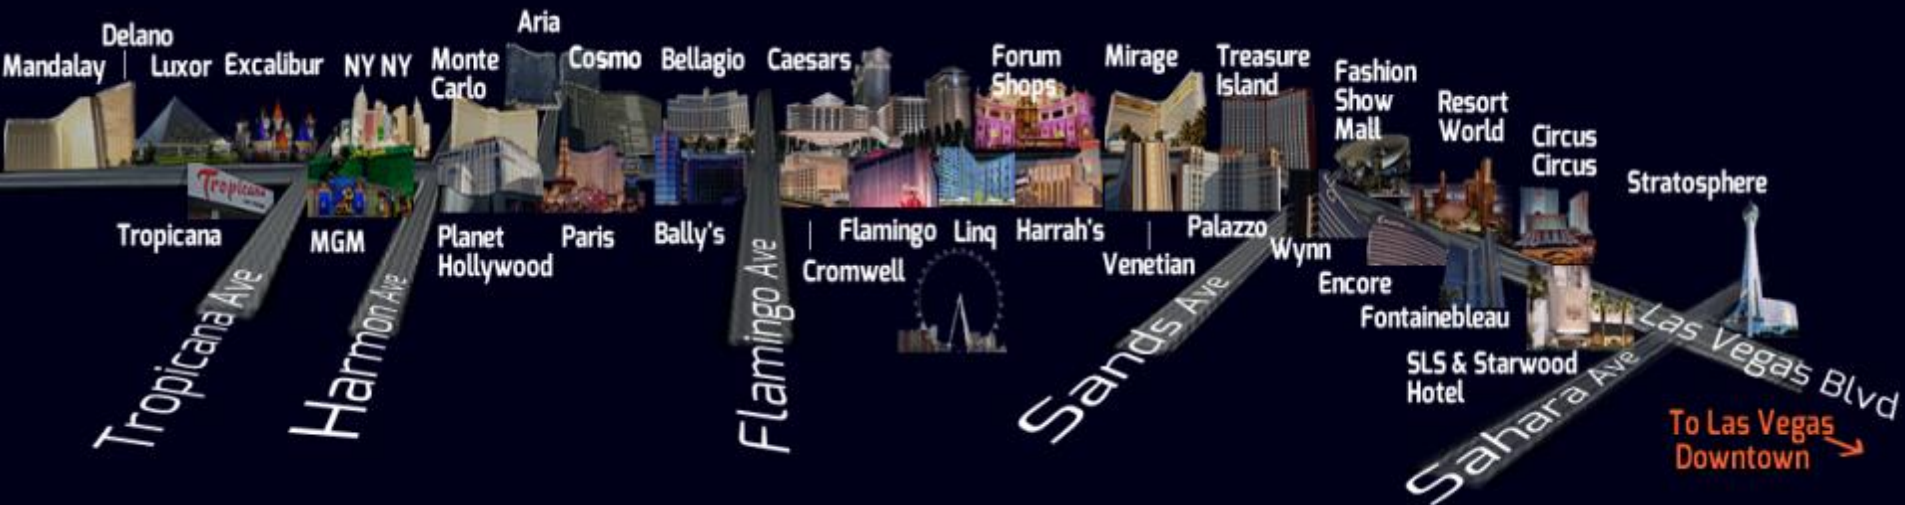 Aria
Delano
Mandalay
Luxor
Excalibur
NY NY
Monte
Carlo
Cosmo
Bellagio
Caesars
Forum
Shops
Mirage
Treasure
Island
Fashion
Show
Mall
Resort
World
Circus
Circus
Stratosphere
Tropicana
Tropicana
MGM
Planet
Hollywood
Paris
Bally's
Cromwell
Flamingo
Linq
Harrah's
Venetian
Palazzo
Wynn
Encore
Fontainebleau
SLS & Starwood
Hotel
Tropicana Ave
Harmon Ave
Flamingo Ave
Sands Ave
Sahara Ave
Las Vegas Blvd
To Las Vegas
Downtown